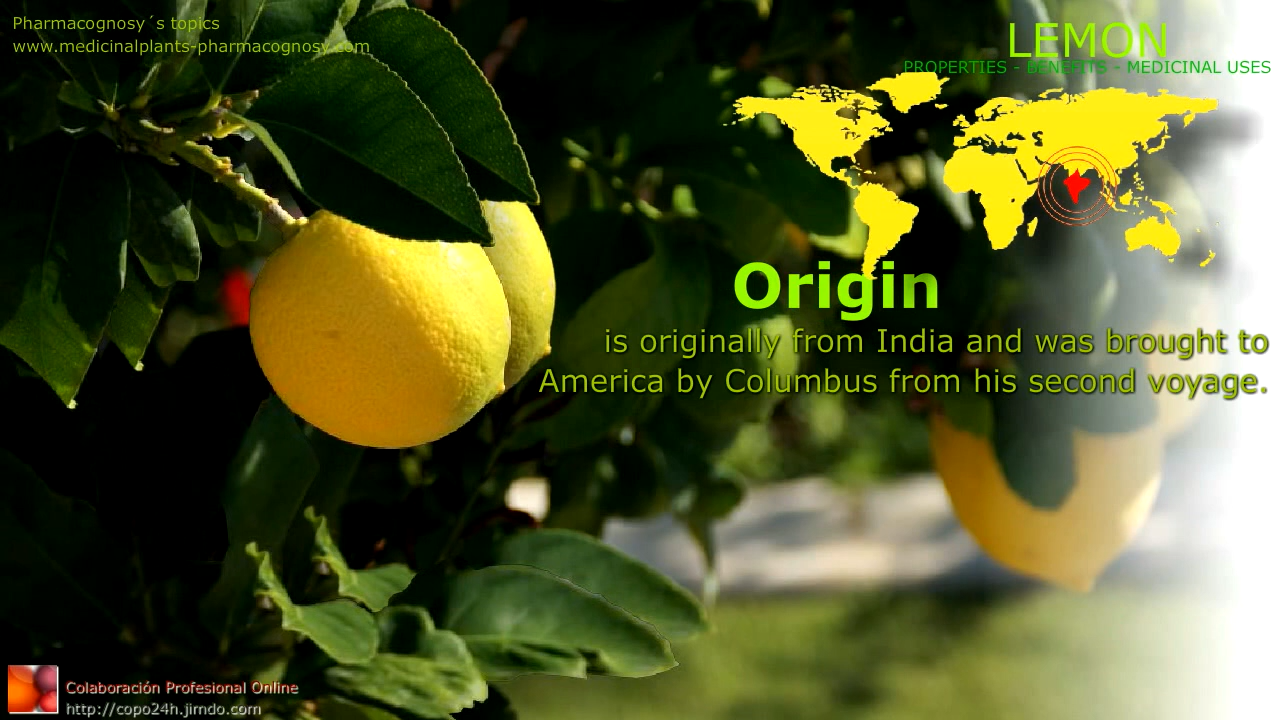 Pharmacognosy´s topics
www.medicinalplants-pharmacognosy.com
LEMON
PROPERTIES - BENEFITS - MEDICINAL USES
Origin
is originally from India and was brought to
America by Columbus from his second voyage.
Colaboración Profesional Online
http://copo24h.jimdo.com